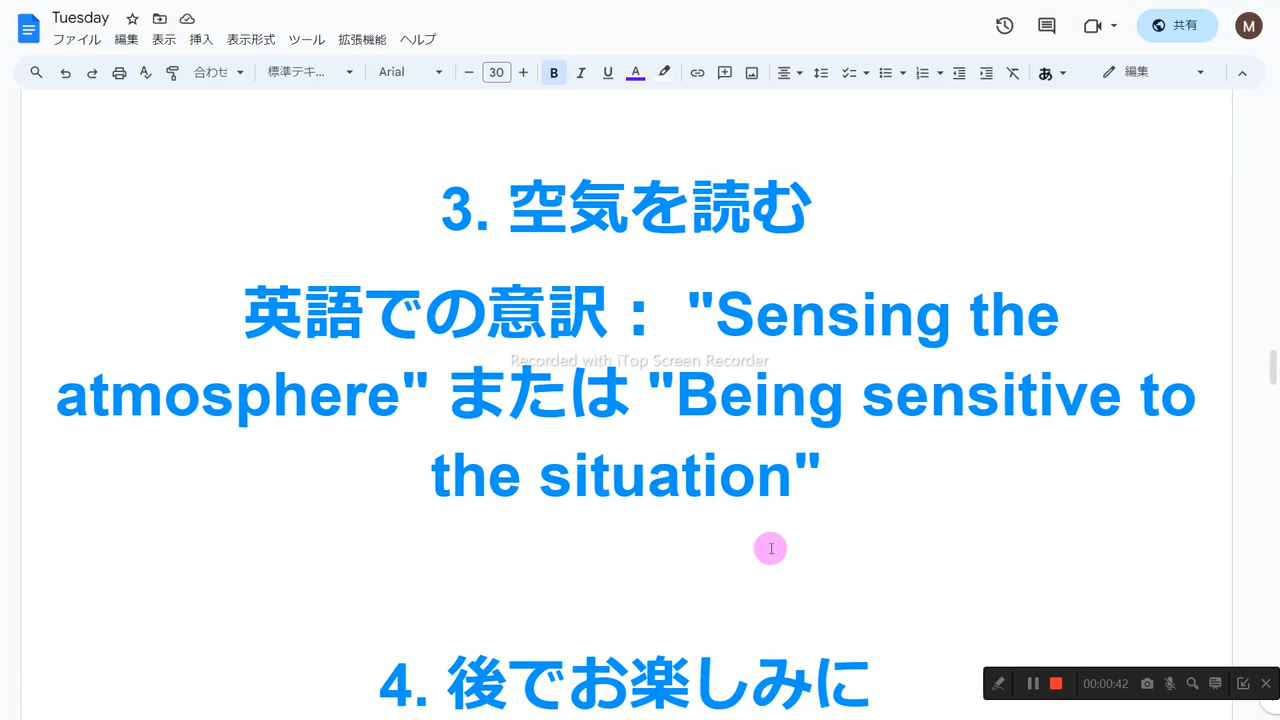 Tuesday
ファイル 編集 表示 挿入 表示形式 ツール 拡張機能 ヘルプ
共有
M
合わせ 標準テキ... Arial 30 B I U A あ 編集
3. 空気を読む
英語での意訳： "Sensing the
atmosphere" または "Being sensitive to
the situation"
Recorded with iTop Screen Recorder
4. 後でお楽しみに
00:00:42